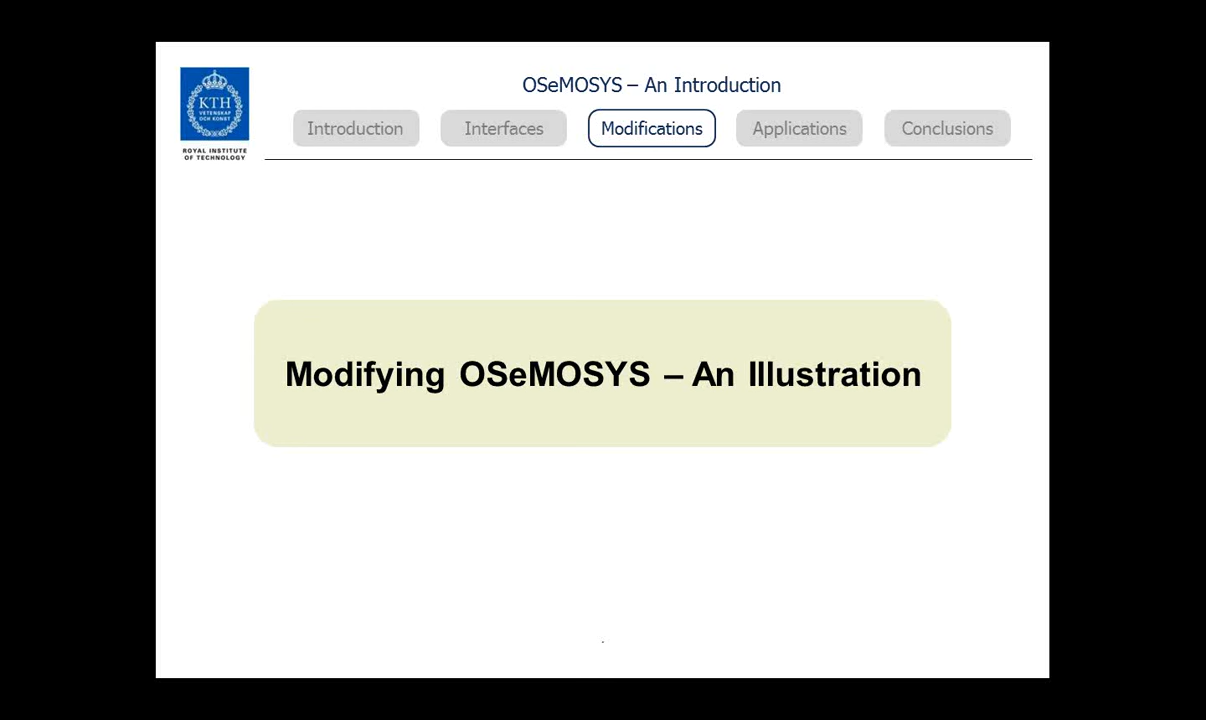 OSeMOSYS – An Introduction
KTH
VETENSKAP
OCH KONST
ROYAL INSTITUTE
OF TECHNOLOGY
Introduction
Interfaces
Modifications
Applications
Conclusions
Modifying OSeMOSYS – An Illustration